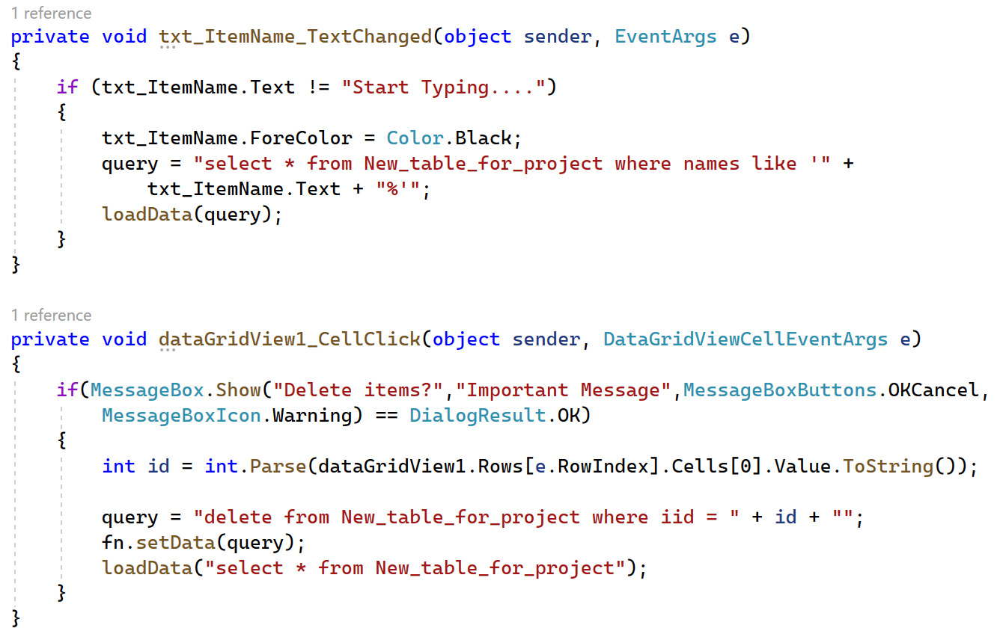 1 reference
private void txt_ItemName_TextChanged(object sender, EventArgs e)
{
    if (txt_ItemName.Text != "Start Typing....")
    {
        txt_ItemName.ForeColor = Color.Black;
        query = "select * from New_table_for_project where names like '" +
            txt_ItemName.Text + "%'";
        loadData(query);
    }
}
1 reference
private void dataGridView1_CellClick(object sender, DataGridViewCellEventArgs e)
{
    if(MessageBox.Show("Delete items?","Important Message",MessageBoxButtons.OKCancel,
        MessageBoxIcon.Warning) == DialogResult.OK)
    {
        int id = int.Parse(dataGridView1.Rows[e.RowIndex].Cells[0].Value.ToString());
        query = "delete from New_table_for_project where iid = " + id + "";
        fn.setData(query);
        loadData("select * from New_table_for_project");
    }
}